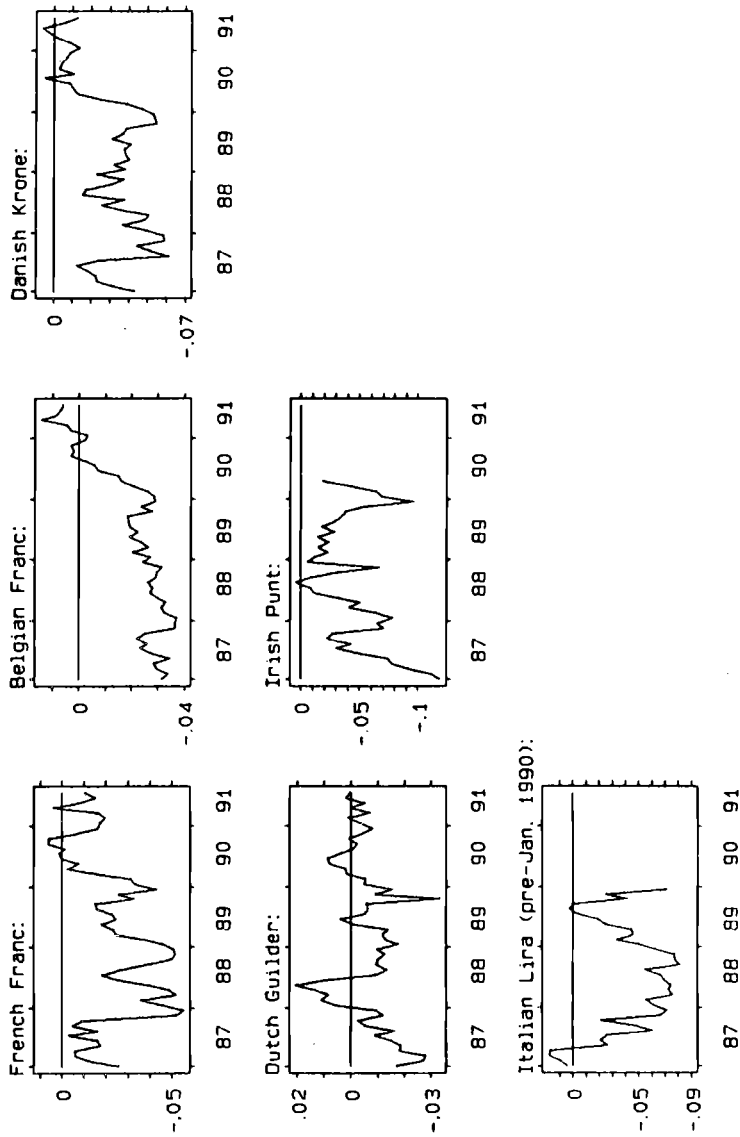 French Franc:
0
-.05
87 88 89 90 91
Belgian Franc:
0
-.04
87 88 89 90 91
Danish Krone:
0
-.07
87 88 89 90 91
Dutch Guilder:
.02
0
-.03
87 88 89 90 91
Irish Punt:
0
-.05
-.1
87 88 89 90 91
Italian Lira (pre-Jan. 1990):
0
-.05
-.09
87 88 89 90 91